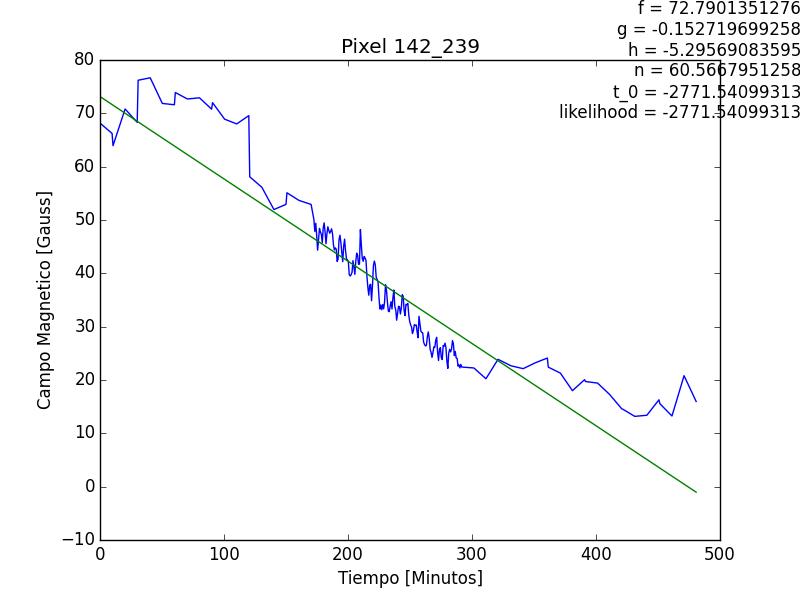 f = 72.7901351276
g = -0.152719699258
h = -5.29569083595
n = 60.5667951258
t_0 = -2771.54099313
likelihood = -2771.54099313
Pixel 142_239
80
70
60
50
40
30
20
10
0
−10
Campo Magnetico [Gauss]
0 100 200 300 400 500
Tiempo [Minutos]